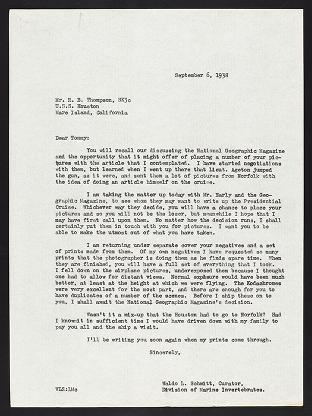 September 6, 1938
Mr. R. B. Thompson,
U.S.S. Houston
Mare Island, California
Dear Tommy:
You will recall our discussing the National Geographic Magazine
and the opportunity that it might offer of placing a number of your pic-
tures with the article that I contemplated. I have started negotiations
with them, but learned when I went up there that Lieut. Ageton jumped
the gun, as it were, and sent them a lot of pictures from Norfolk with
the idea of doing an article himself on the cruise.
I am taking the matter up today with Mr. Early and the Geo-
graphic Magazine, to see whom they may want to write up the Presidential
Cruise. Whichever way they decide, you will have a chance to place your
pictures and so you will not be the loser, but meanwhile I hope that I
may have first call upon them. No matter how the decision runs, I shall
certainly put them in touch with you for pictures. I want you to be
able to make the utmost out of what you have taken.
I am returning under separate cover your negatives and a set
of prints made from them. Of my own negatives I have requested so many
prints that the photographer is doing them as he finds spare time. When
they are finished, you will have a full set of everything that I took.
I fell down on the airplane pictures, underexposed them because I thought
one had to allow for distant views. Normal exposure would have been much
better, at least at the height at which we were flying. The Kodachromes
were very excellent for the most part, and there are enough for you to
have duplicates of a number of the scenes. Before I ship these on to
you, I shall await the National Geographic Magazine's decision.
Wasn't it a mix-up that the Houston had to go to Norfolk? Had
I known it in sufficient time I would have driven down with my family to
pay you all and the ship a visit.
I'll be writing you soon again when my prints come through.
Sincerely,
Waldo L. Schmitt, Curator,
Division of Marine Invertebrates.